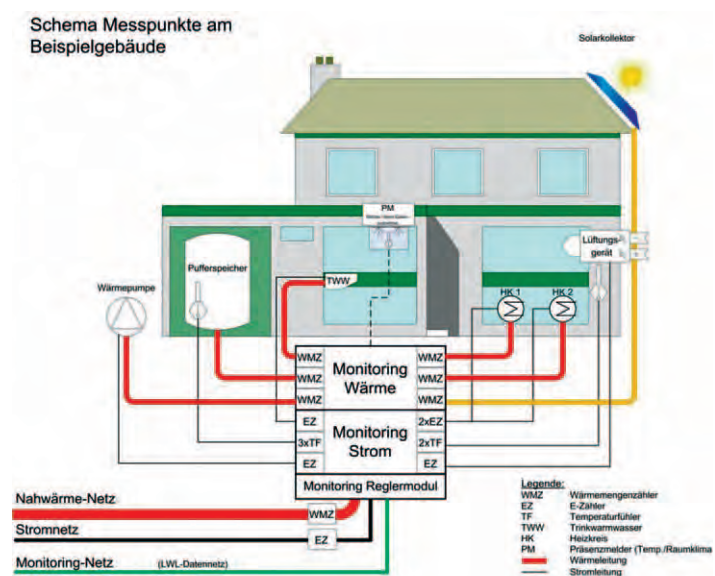 Schema Messpunkte am
Beispielgebäude
Solarkollektor
PM
Lüftungs-
gerät
Pufferspeicher
Wärmepumpe
TWW
HK 1
HK 2
WMZ
WMZ
WMZ
Monitoring
Wärme
WMZ
WMZ
WMZ
EZ
3xTF
EZ
Monitoring
Strom
2xEZ
2xTF
EZ
Monitoring Reglermodul
Nahwärme-Netz
WMZ
Stromnetz
EZ
Monitoring-Netz (LWL-Datennetz)
Legende:
WMZ Wärmemengenzähler
EZ E-Zähler
TF Temperaturfühler
TWW Trinkwarmwasser
HK Heizkreis
PM Präsenzmelder (Temp./Raumklima
Wärmeleitung
Stromleitung